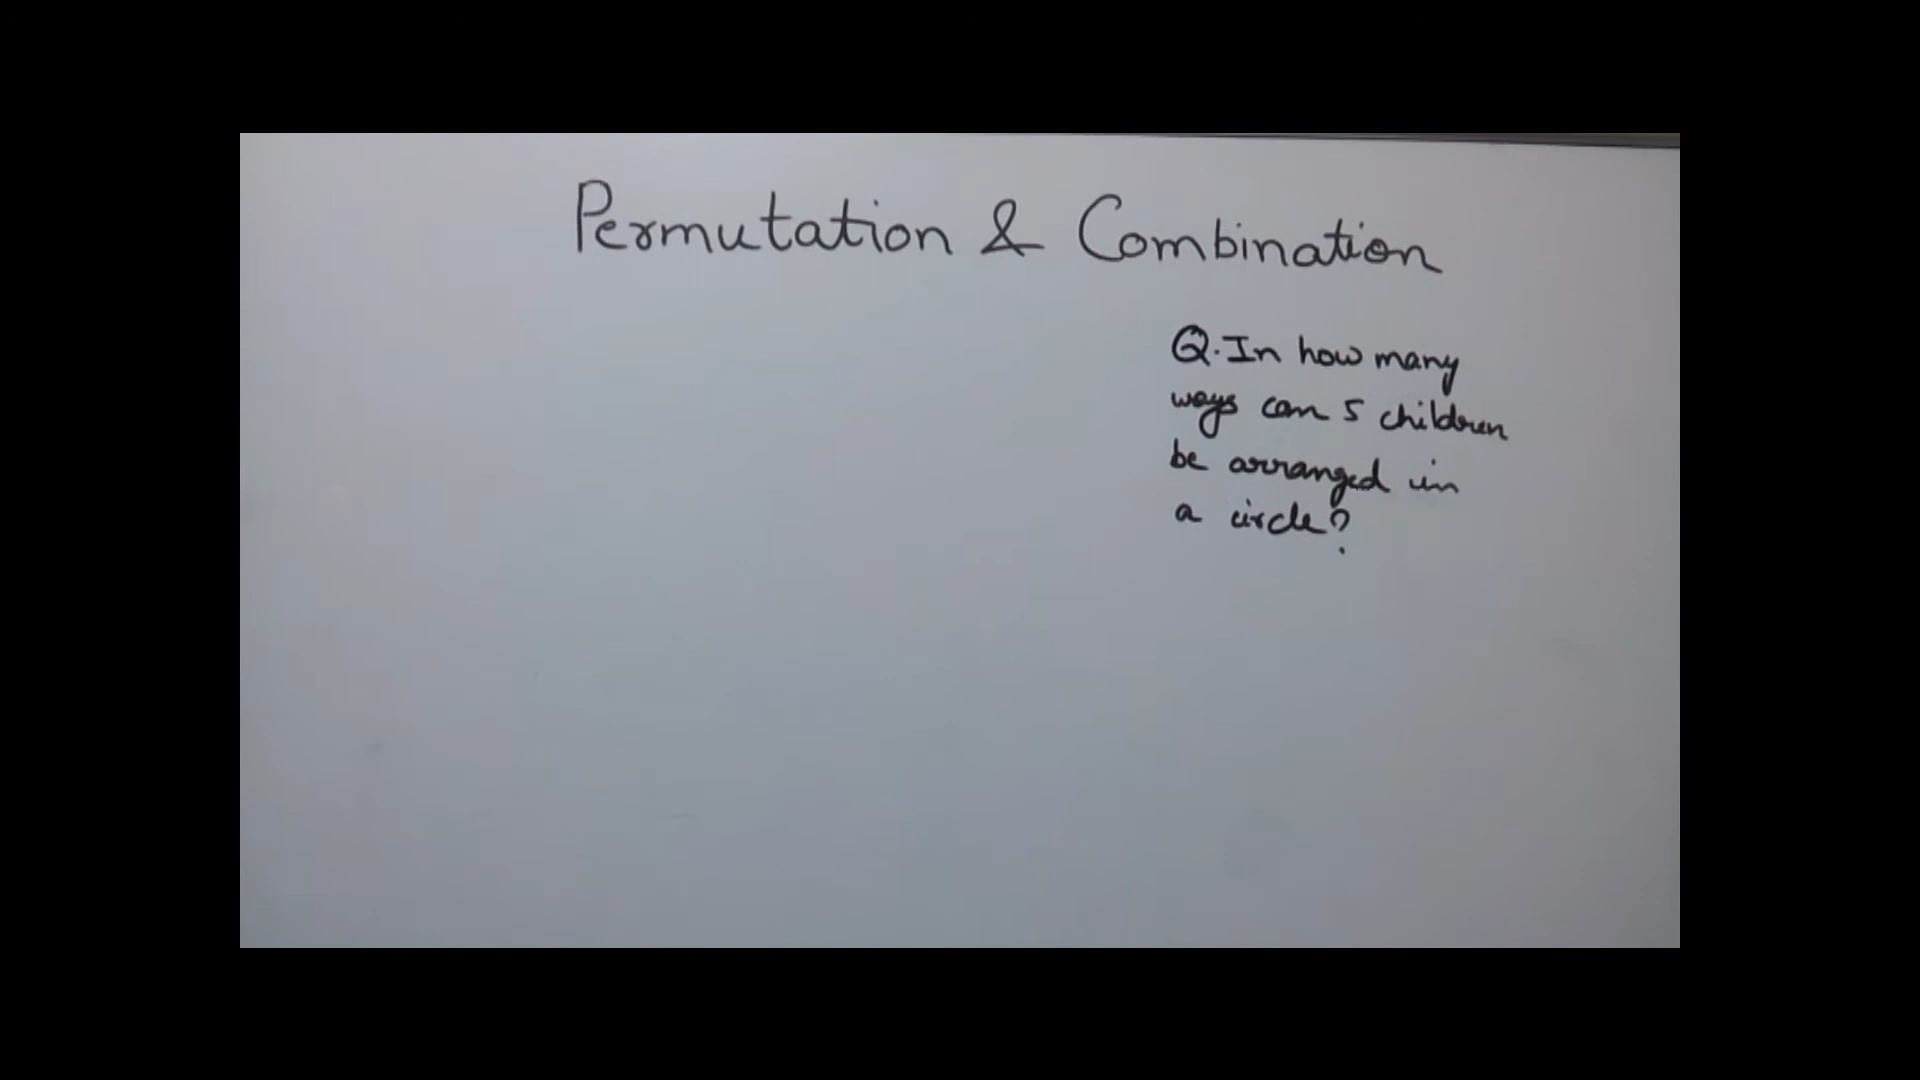 Permutation & Combination
Q. In how many
ways can 5 children
be arranged in
a circle?